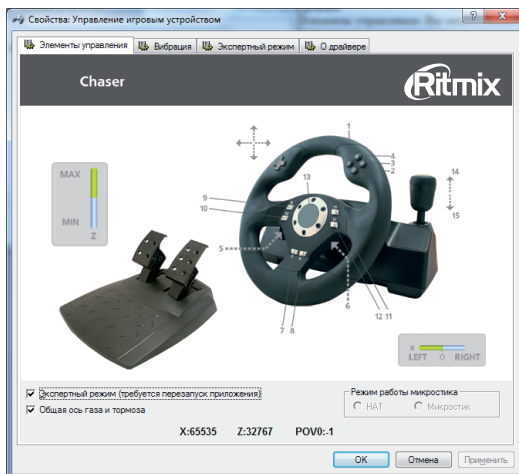 Свойства: Управление игровым устройством
Элементы управления
Вибрация
Экспертный режим
О драйвере
Chaser
Ritmix
1
4
3
2
14
15
13
9
10
5
6
7
8
12
11
MAX
MIN
Z
X
LEFT 0 RIGHT
Экспертный режим (требуется перезапуск приложения)
Общая ось газа и тормоза
Режим работы микростика
HAT
Микростик
X:65535 Z:32767 POV0:-1
OK
Отмена
Применить